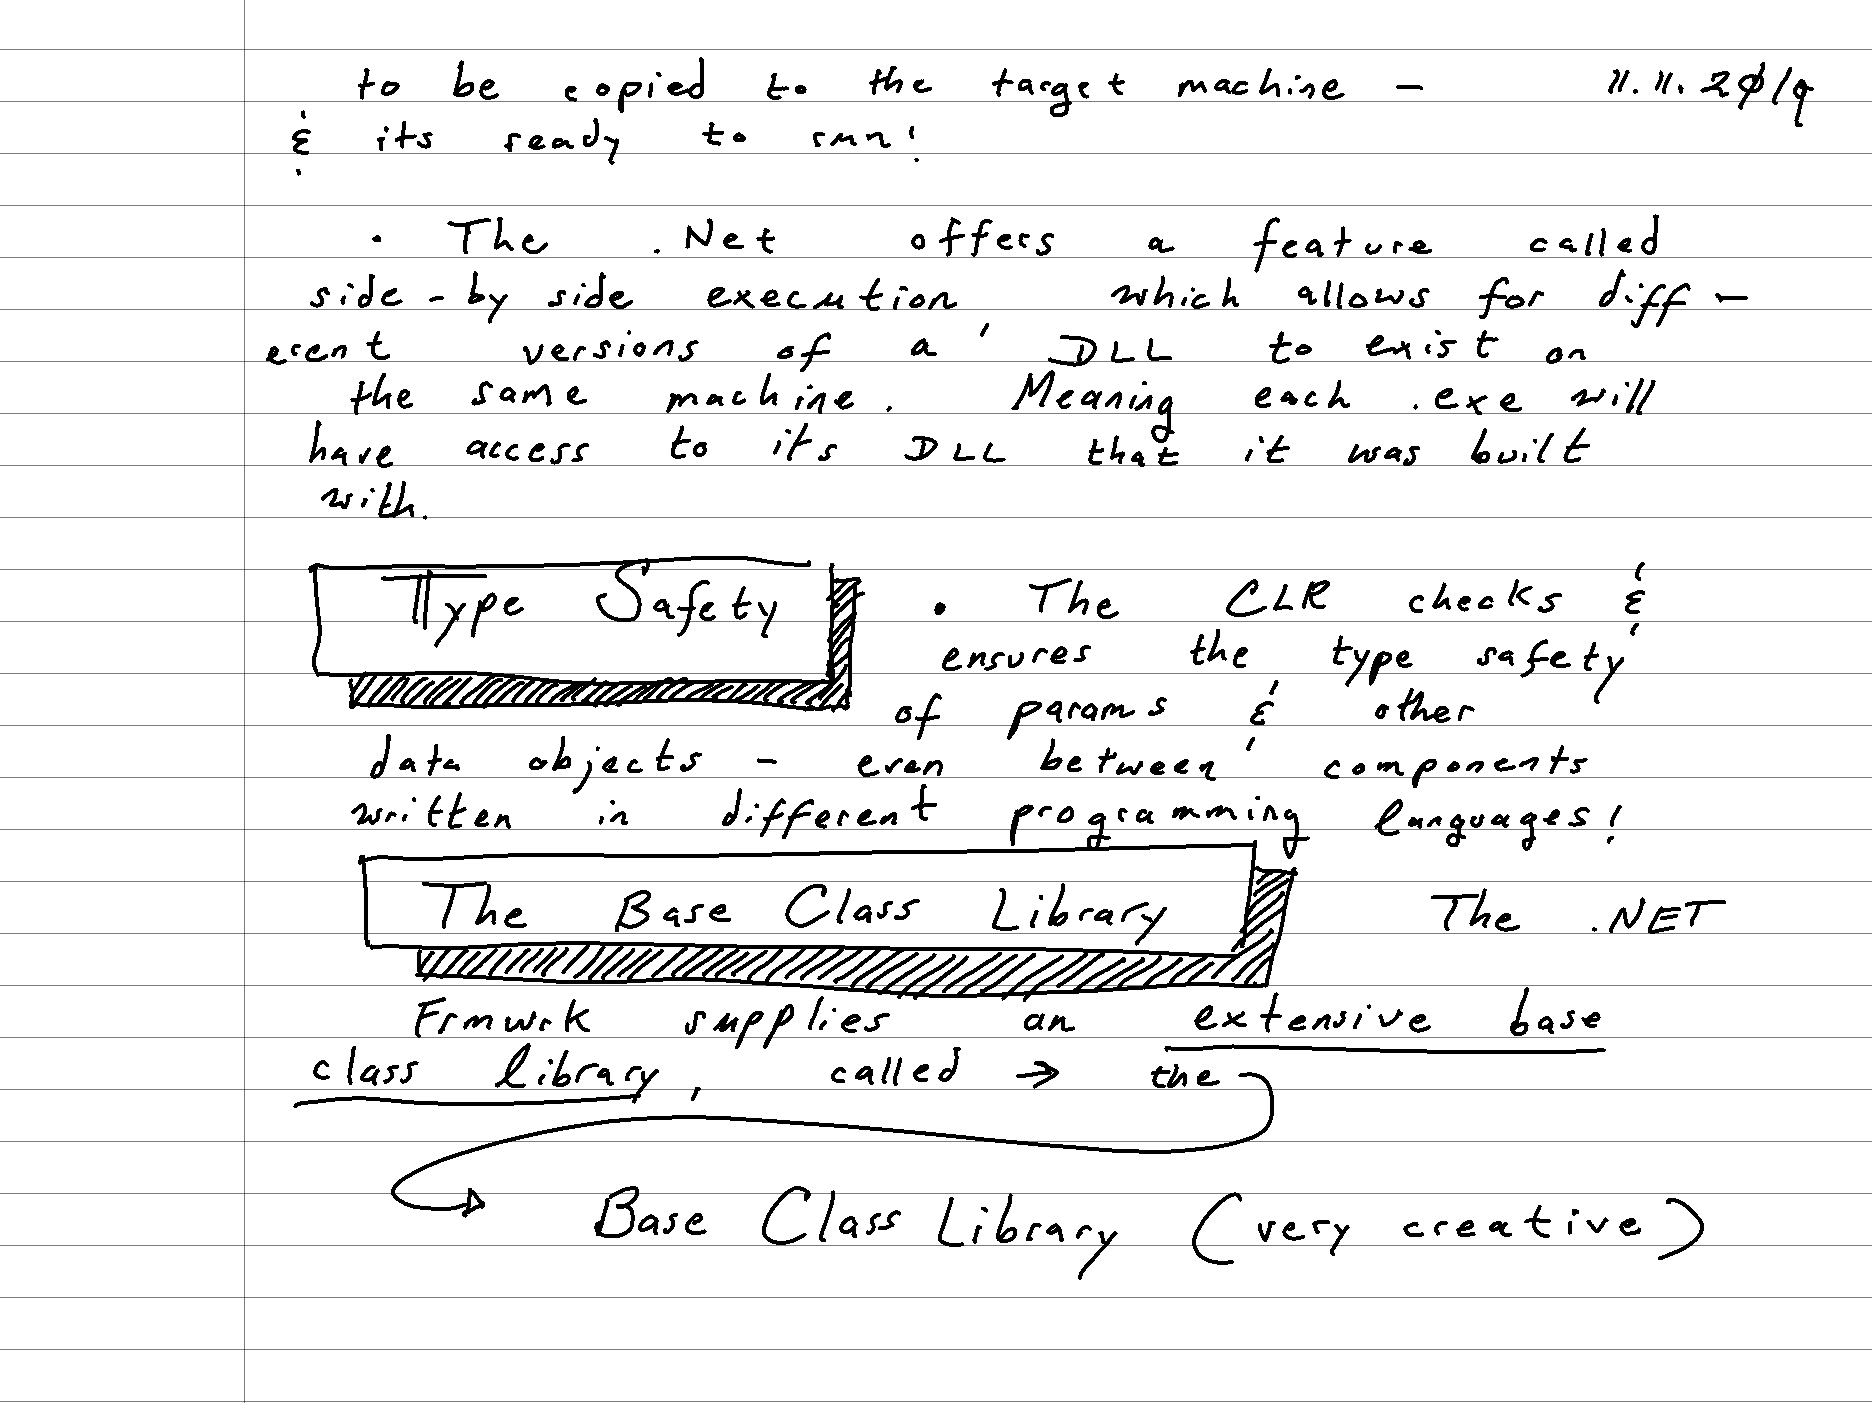 to be copied to the target machine - 11.11.2019
& its ready to run!
• The .Net offers a feature called
side-by side execution which allows for diff-
erent versions of a DLL to exist on
the same machine. Meaning each .exe will
have access to it's DLL that it was built
with.
Type Safety • The CLR checks &
ensures the type safety
of params & other
data objects - even between components
written in different programming languages!
The Base Class Library The .NET
Frmwrk supplies an extensive base
class library, called → the
Base Class Library (very creative)